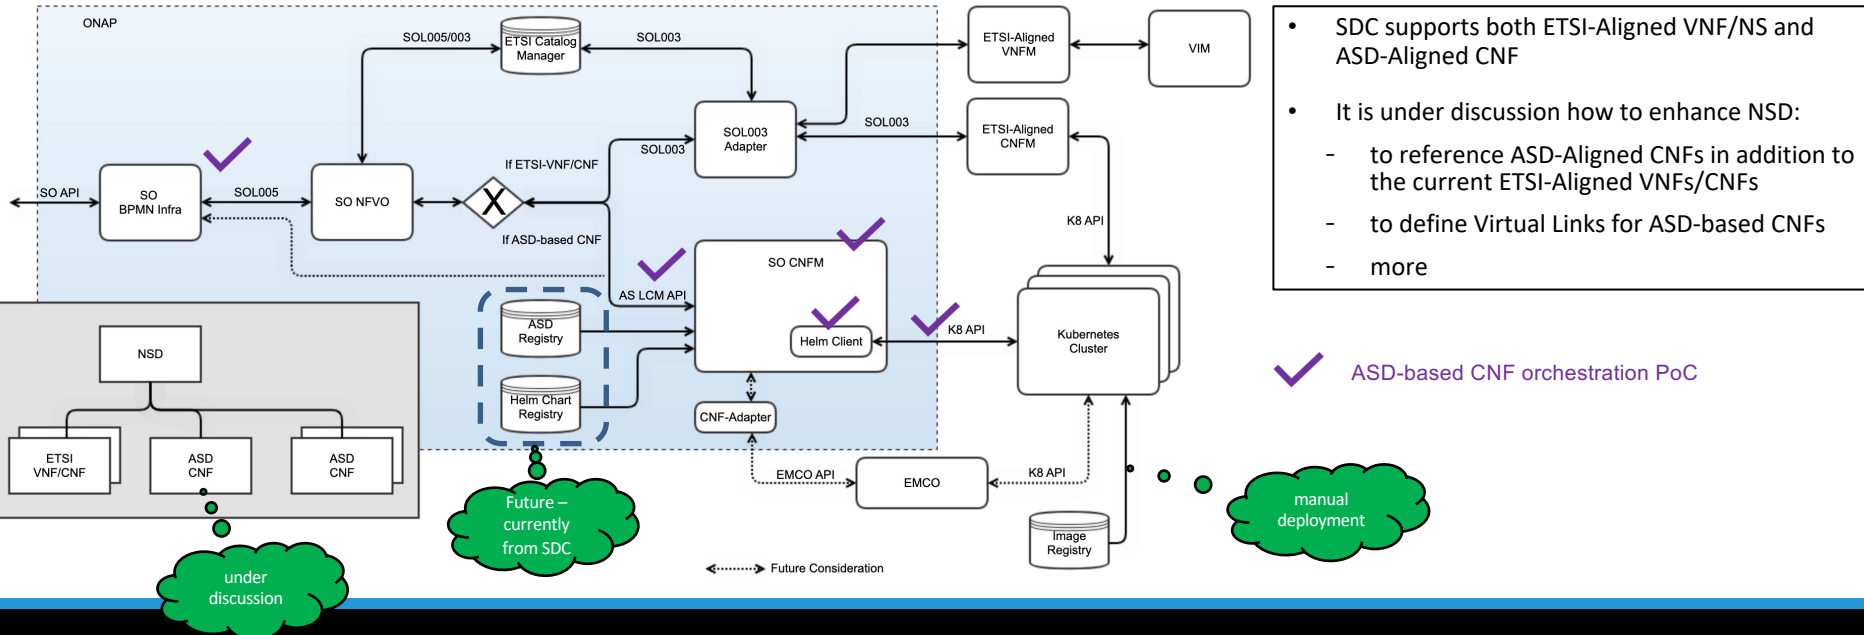 ONAP
SOL005/003
ETSI Catalog
Manager
SOL003
ETSI-Aligned
VNFM
VIM
SOL003
Adapter
SOL003
ETSI-Aligned
CNFM
If ETSI-VNF/CNF
SOL003
SO API
SO
BPMN Infra
SOL005
SO NFVO
X
If ASD-based CNF
K8 API
SO CNFM
AS LCM API
ASD
Registry
Helm Client
K8 API
Kubernetes
Cluster
Helm Chart
Registry
CNF-Adapter
EMCO API
EMCO
K8 API
Image
Registry
NSD
ETSI
VNF/CNF
ASD
CNF
ASD
CNF
under
discussion
Future –
currently
from SDC
manual
deployment
Future Consideration
• SDC supports both ETSI-Aligned VNF/NS and
ASD-Aligned CNF
• It is under discussion how to enhance NSD:
- to reference ASD-Aligned CNFs in addition to
the current ETSI-Aligned VNFs/CNFs
- to define Virtual Links for ASD-based CNFs
- more
ASD-based CNF orchestration PoC